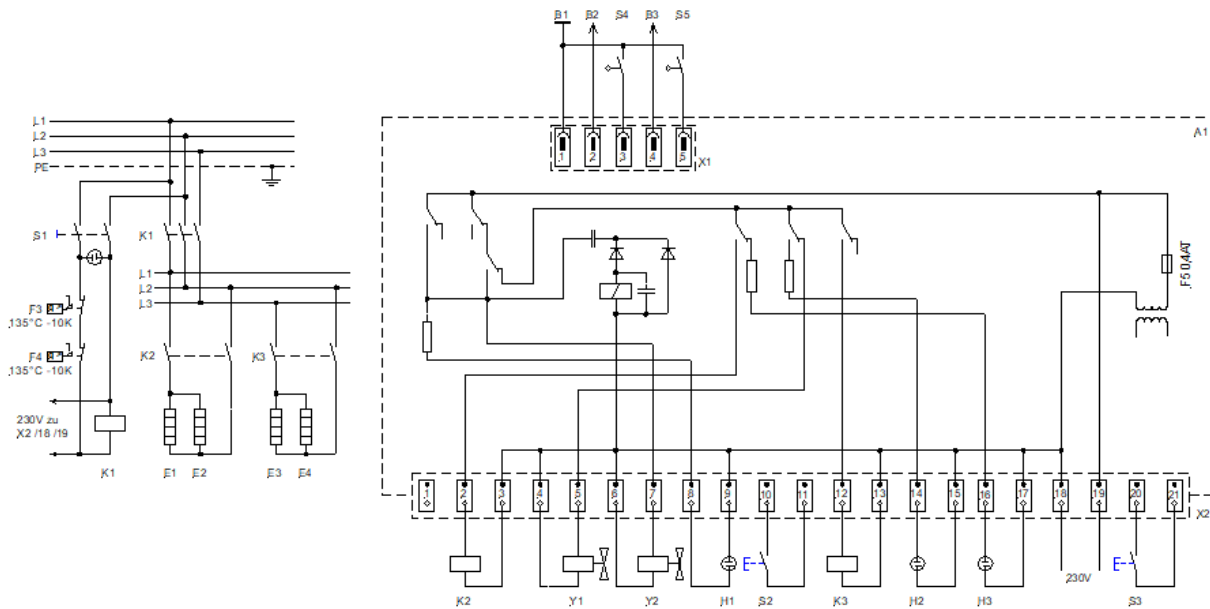 B1 B2 S4 B3 S5
L1
L2
L3
PE
A1
1 2 3 4 5
X1
S1
K1
L1
L2
L3
F3
135°C -10K
F4
135°C -10K
K2
K3
F5 0,4AT
230V zu
X2 /18 /19
K1
E1 E2 E3 E4
1 2 3 4 5 6 7 8 9 10 11 12 13 14 15 16 17 18 19 20 21
X2
230V
K2 Y1 Y2 H1 S2 K3 H2 H3 S3